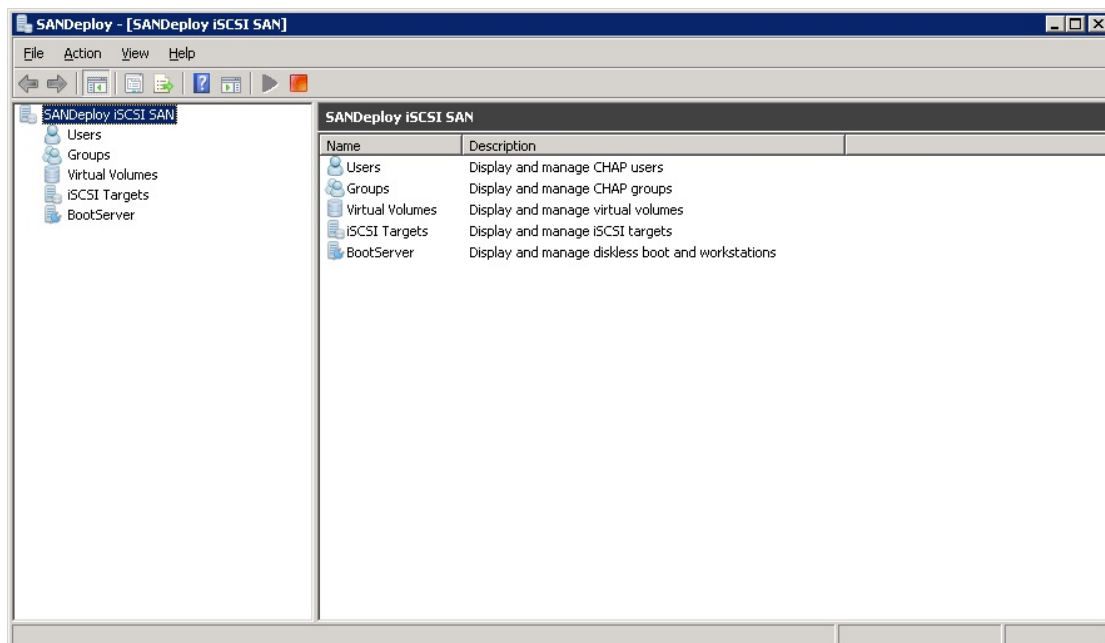 SANDeploy - [SANDeploy iSCSI SAN]
File Action View Help
SANDeploy iSCSI SAN
Users
Groups
Virtual Volumes
iSCSI Targets
BootServer
SANDeploy iSCSI SAN
Name Description
Users Display and manage CHAP users
Groups Display and manage CHAP groups
Virtual Volumes Display and manage virtual volumes
iSCSI Targets Display and manage iSCSI targets
BootServer Display and manage diskless boot and workstations